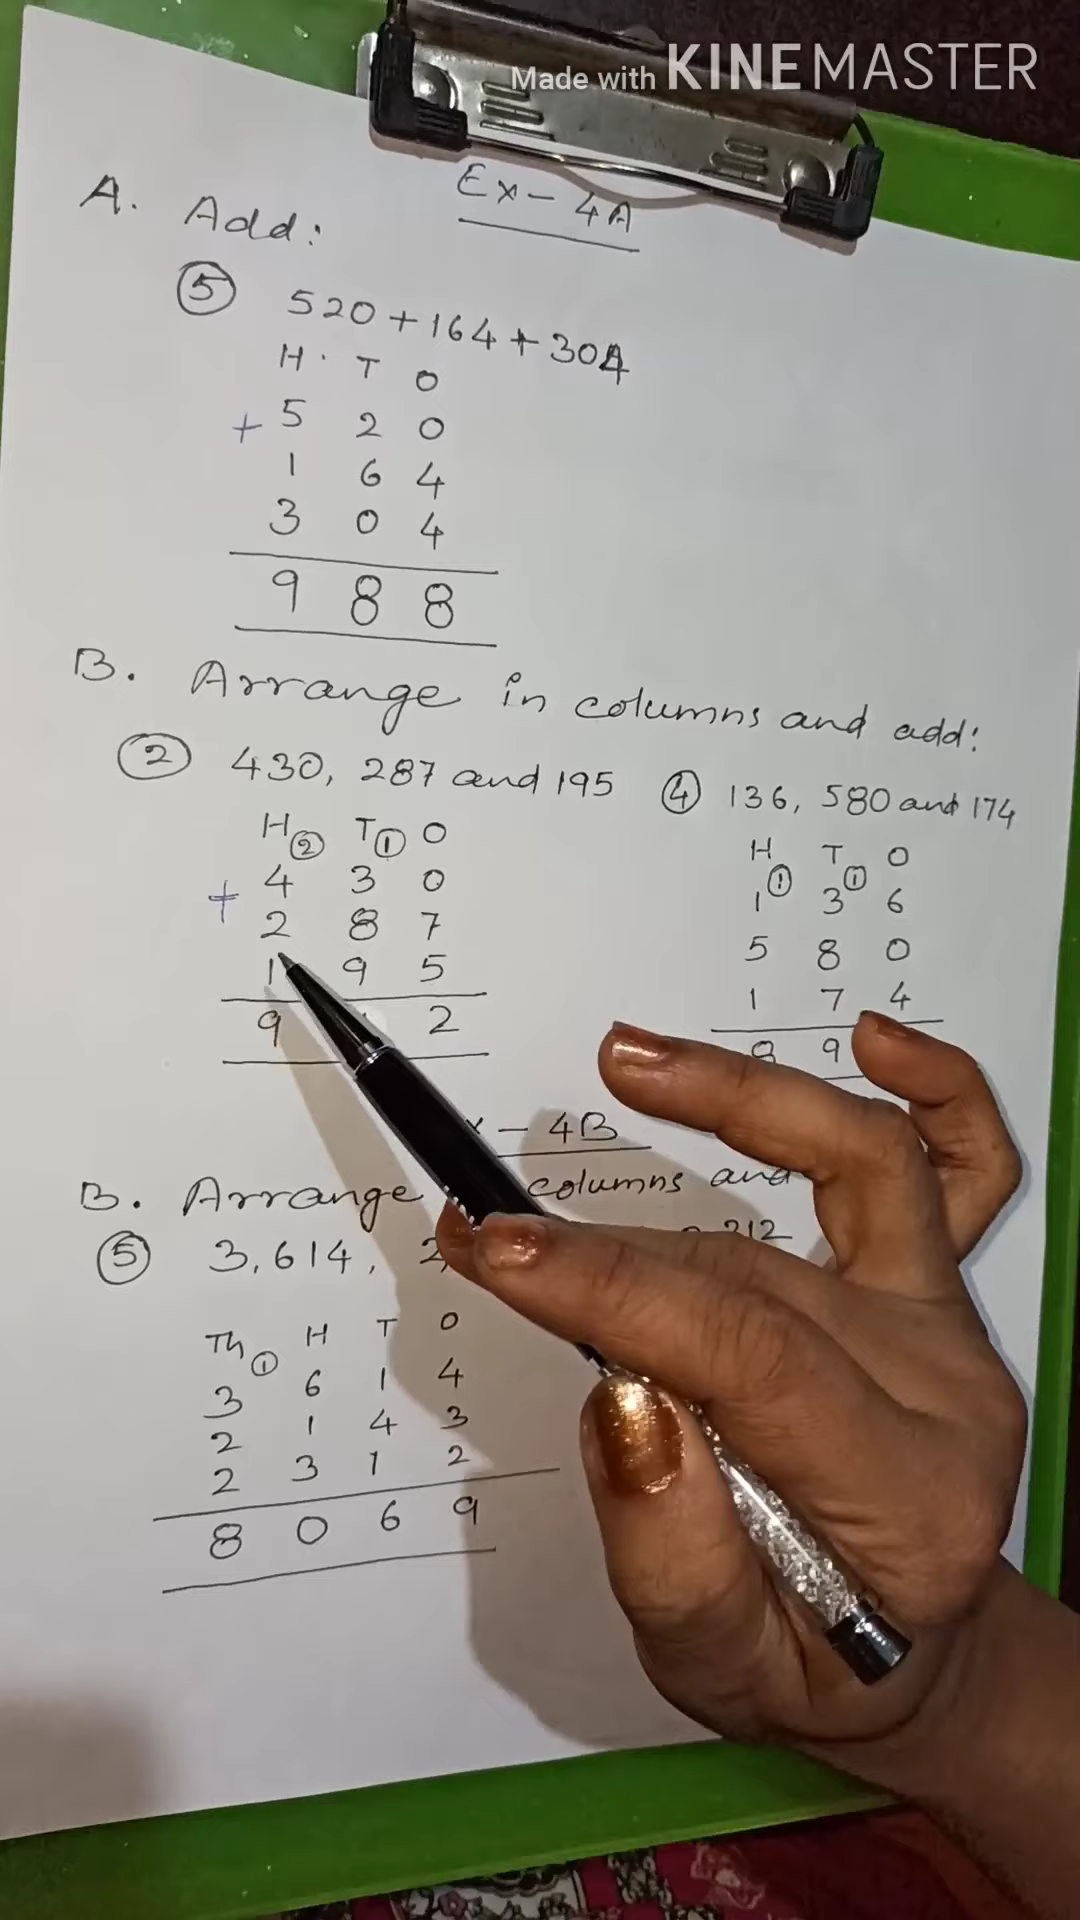 Made with KINEMASTER
Ex - 4A
A. Add:
5 520 + 164 + 304
H . T O
+ 5 2 0
1 6 4
3 0 4
9 8 8
B. Arrange in columns and add:
2 430, 287 and 195
H 2 T 1 O
+ 4 3 0
2 8 7
1 9 5
9 2
4 136, 580 and 174
H T O
1 1
1 3 6
5 8 0
1 7 4
8 9
- 4B
B. Arrange columns and
5 3,614, 2, 212
Th 1 H T O
3 6 1 4
2 1 4 3
2 3 1 2
8 0 6 9